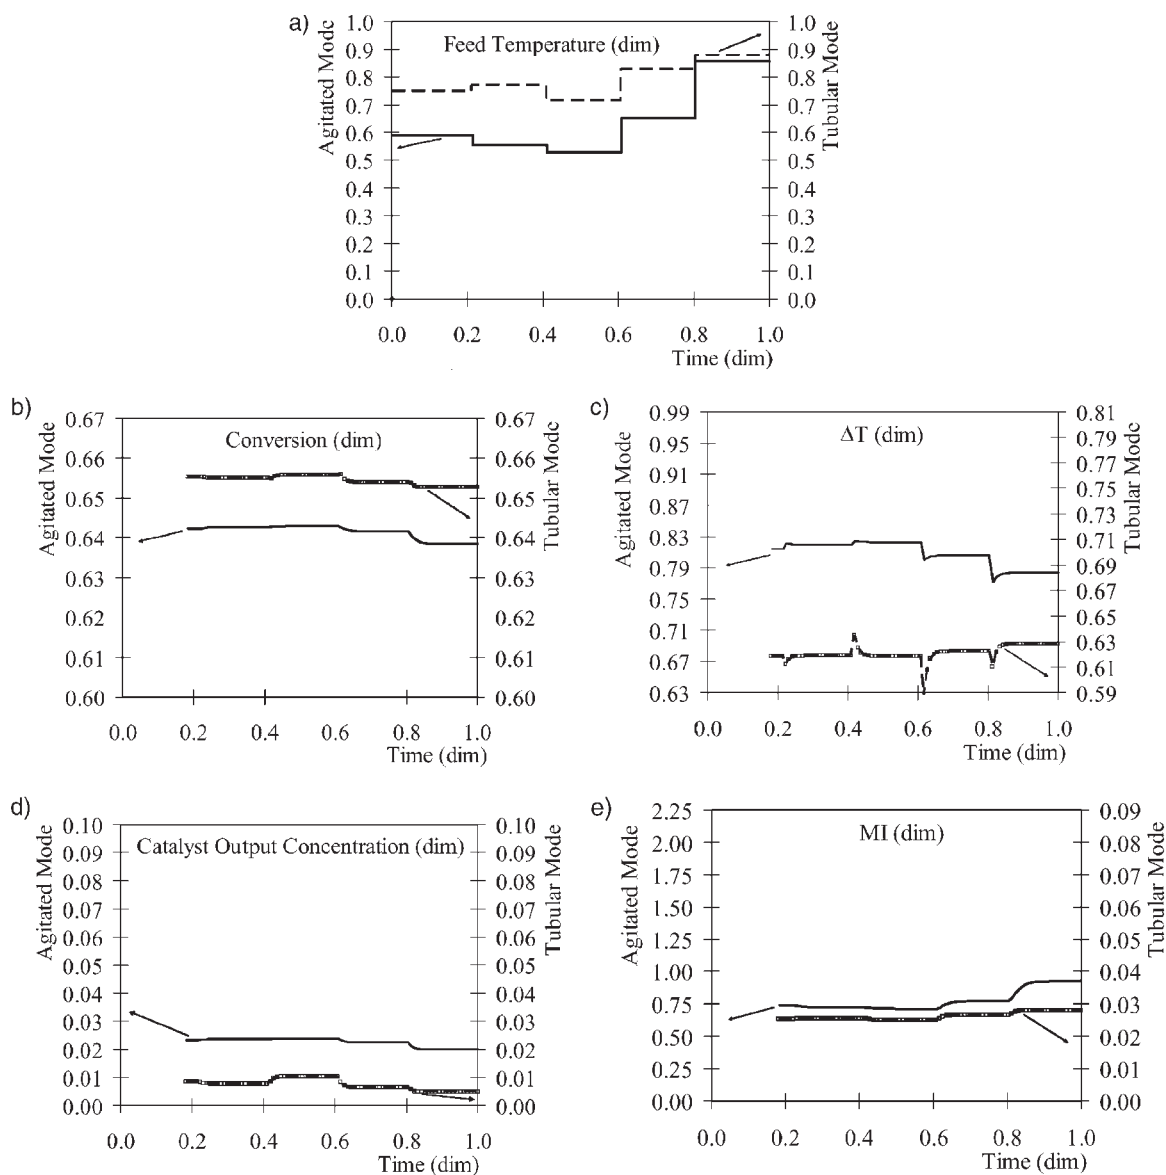 a)
Feed Temperature (dim)
Agitated Mode
Tubular Mode
1.0 1.0
0.9 0.9
0.8 0.8
0.7 0.7
0.6 0.6
0.5 0.5
0.4 0.4
0.3 0.3
0.2 0.2
0.1 0.1
0.0 0.0
0.0 0.2 0.4 0.6 0.8 1.0
Time (dim)
b)
Conversion (dim)
Agitated Mode
Tubular Mode
0.67 0.67
0.66 0.66
0.65 0.65
0.64 0.64
0.63 0.63
0.62 0.62
0.61 0.61
0.60 0.60
0.0 0.2 0.4 0.6 0.8 1.0
Time (dim)
c)
ΔT (dim)
Agitated Mode
Tubular Mode
0.99
0.95
0.91
0.87
0.83
0.79
0.75
0.71
0.67
0.63
0.81
0.79
0.77
0.75
0.73
0.71
0.69
0.67
0.65
0.63
0.61
0.59
0.0 0.2 0.4 0.6 0.8 1.0
Time (dim)
d)
Catalyst Output Concentration (dim)
Agitated Mode
Tubular Mode
0.10 0.10
0.09 0.09
0.08 0.08
0.07 0.07
0.06 0.06
0.05 0.05
0.04 0.04
0.03 0.03
0.02 0.02
0.01 0.01
0.00 0.00
0.0 0.2 0.4 0.6 0.8 1.0
Time (dim)
e)
MI (dim)
Agitated Mode
Tubular Mode
2.25 0.09
2.00 0.08
1.75 0.07
1.50 0.06
1.25 0.05
1.00 0.04
0.75 0.03
0.50 0.02
0.25 0.01
0.00 0.00
0.0 0.2 0.4 0.6 0.8 1.0
Time (dim)